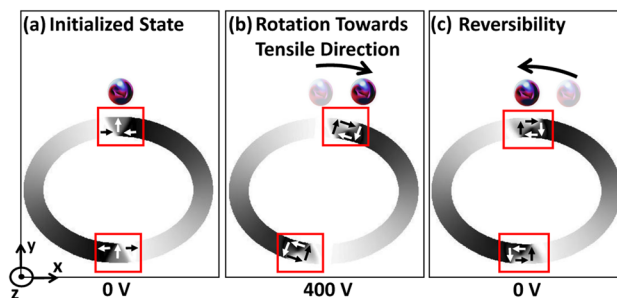 (a) Initialized State
(b) Rotation Towards
Tensile Direction
(c) Reversibility
y
x
z
0 V
400 V
0 V